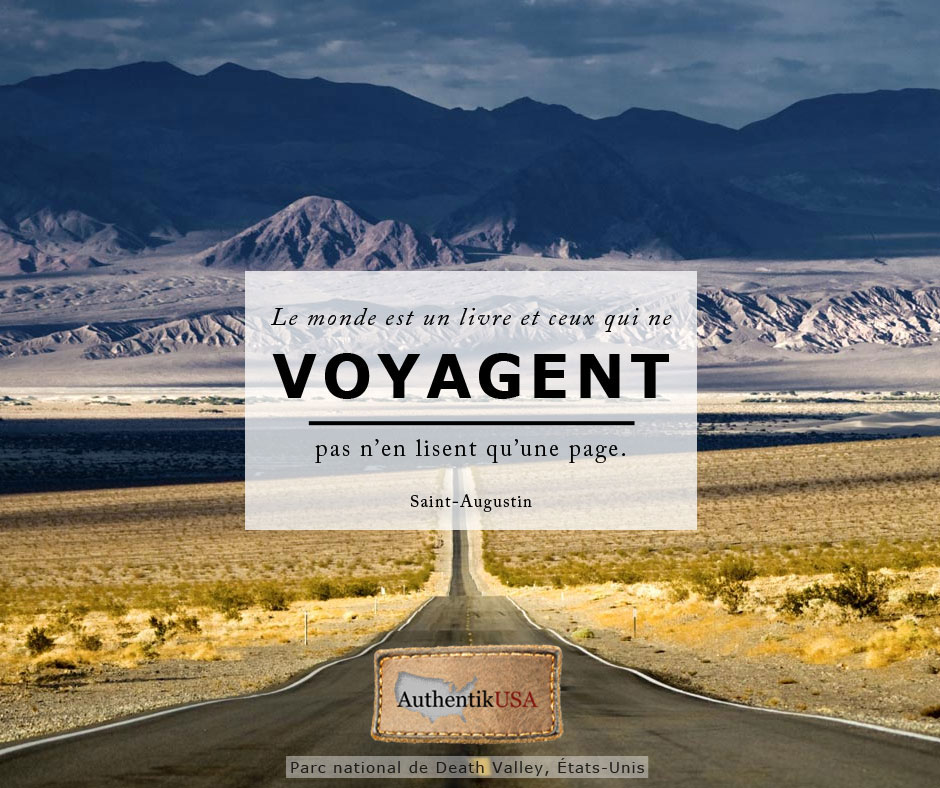 Le monde est un livre et ceux qui ne
VOYAGENT
pas n’en lisent qu’une page.
Saint-Augustin
AuthentikUSA
Parc national de Death Valley, États-Unis